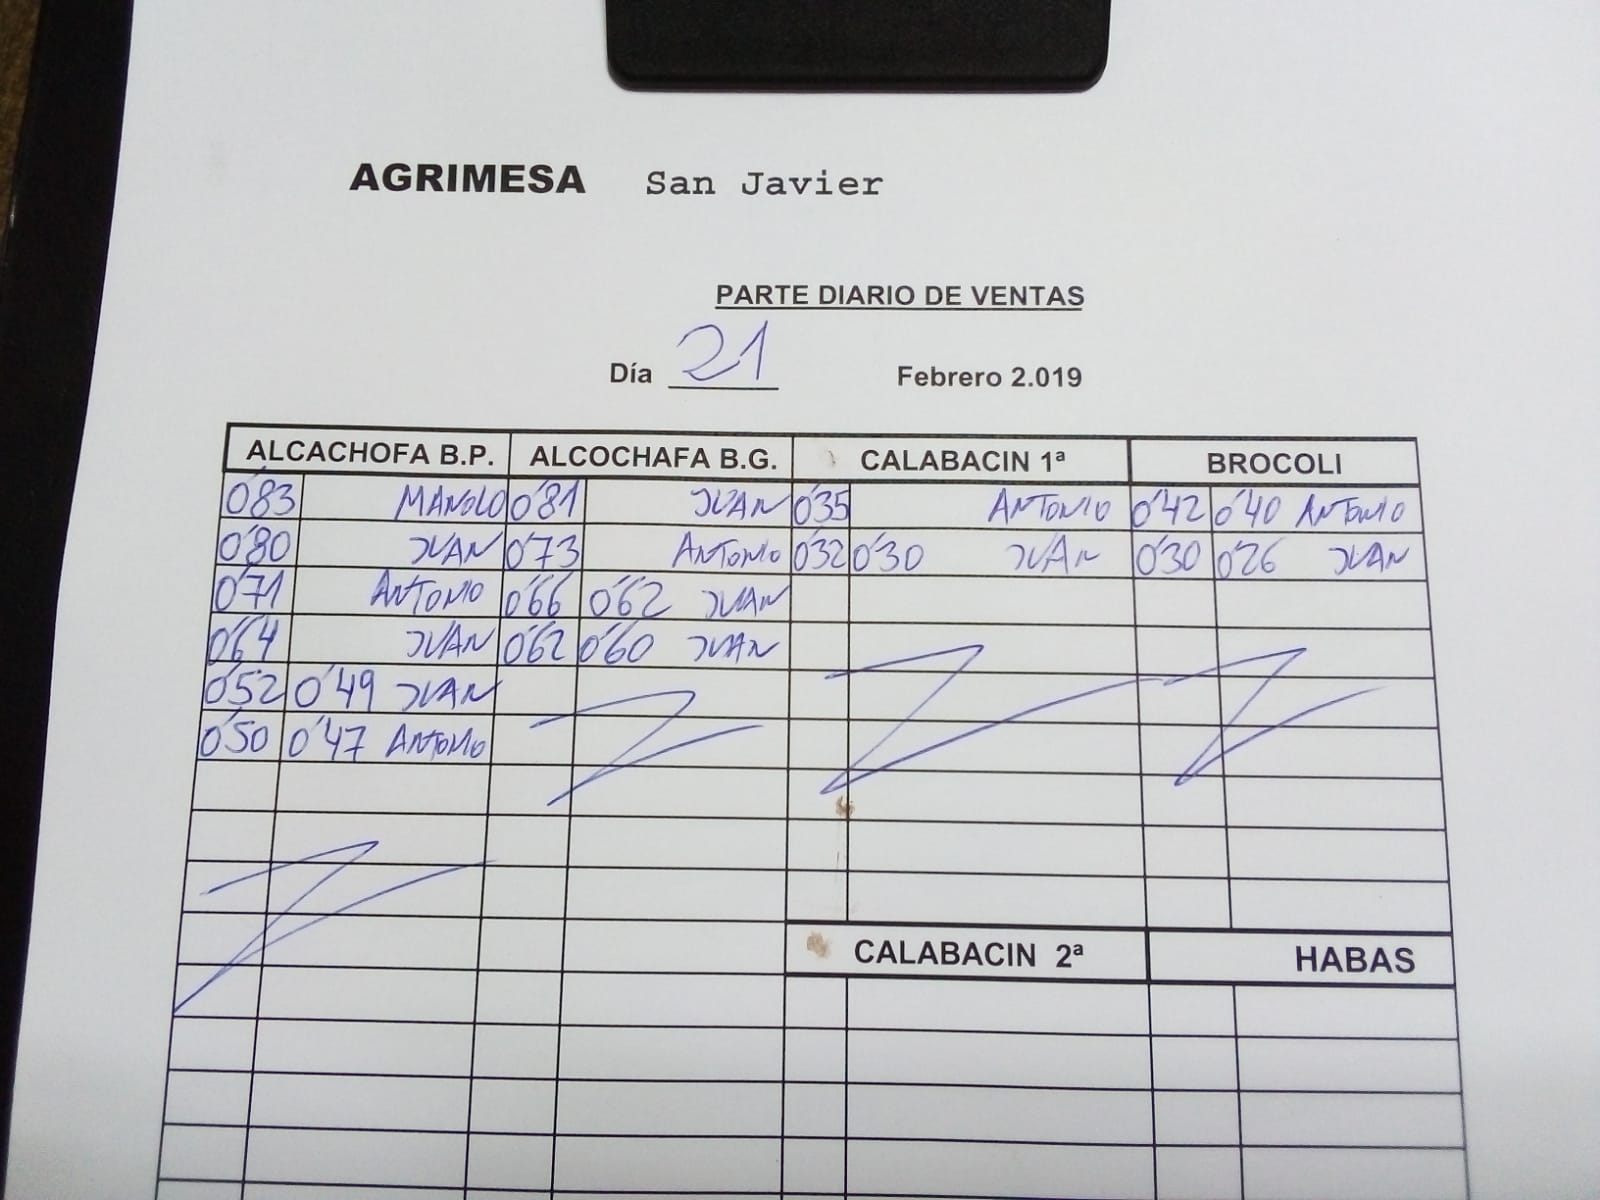 AGRIMESA San Javier
PARTE DIARIO DE VENTAS
Día 21 Febrero 2.019
ALCACHOFA B.P. ALCOCHAFA B.G. CALABACIN 1ª BROCOLI
0'83 MANOLO 0'81 JUAN 0'35 ANTONIO 0'42 0'40 ANTONIO
0'80 JUAN 0'73 ANTONIO 0'32 0'30 JUAN 0'30 0'26 JUAN
0'71 ANTONIO 0'66 0'62 JUAN
0'64 JUAN 0'62 0'60 JUAN
0'52 0'49 JUAN
0'50 0'47 ANTONIO
CALABACIN 2ª HABAS